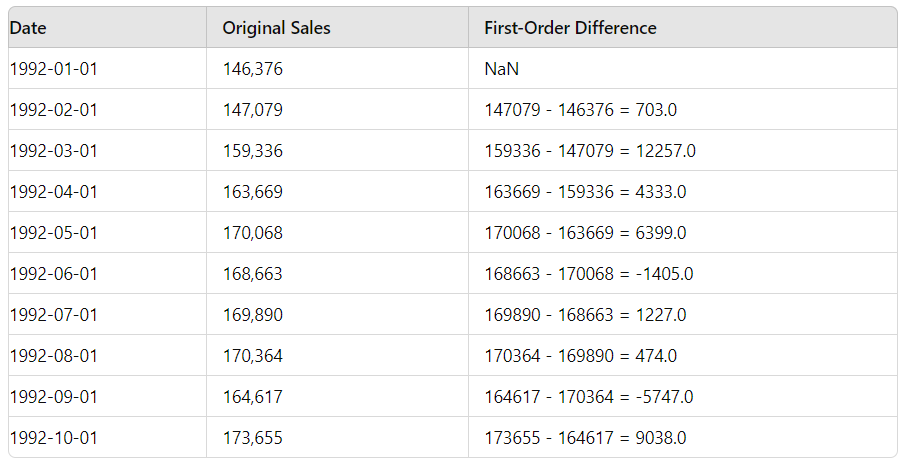 Date Original Sales First-Order Difference
1992-01-01 146,376 NaN
1992-02-01 147,079 147079 - 146376 = 703.0
1992-03-01 159,336 159336 - 147079 = 12257.0
1992-04-01 163,669 163669 - 159336 = 4333.0
1992-05-01 170,068 170068 - 163669 = 6399.0
1992-06-01 168,663 168663 - 170068 = -1405.0
1992-07-01 169,890 169890 - 168663 = 1227.0
1992-08-01 170,364 170364 - 169890 = 474.0
1992-09-01 164,617 164617 - 170364 = -5747.0
1992-10-01 173,655 173655 - 164617 = 9038.0